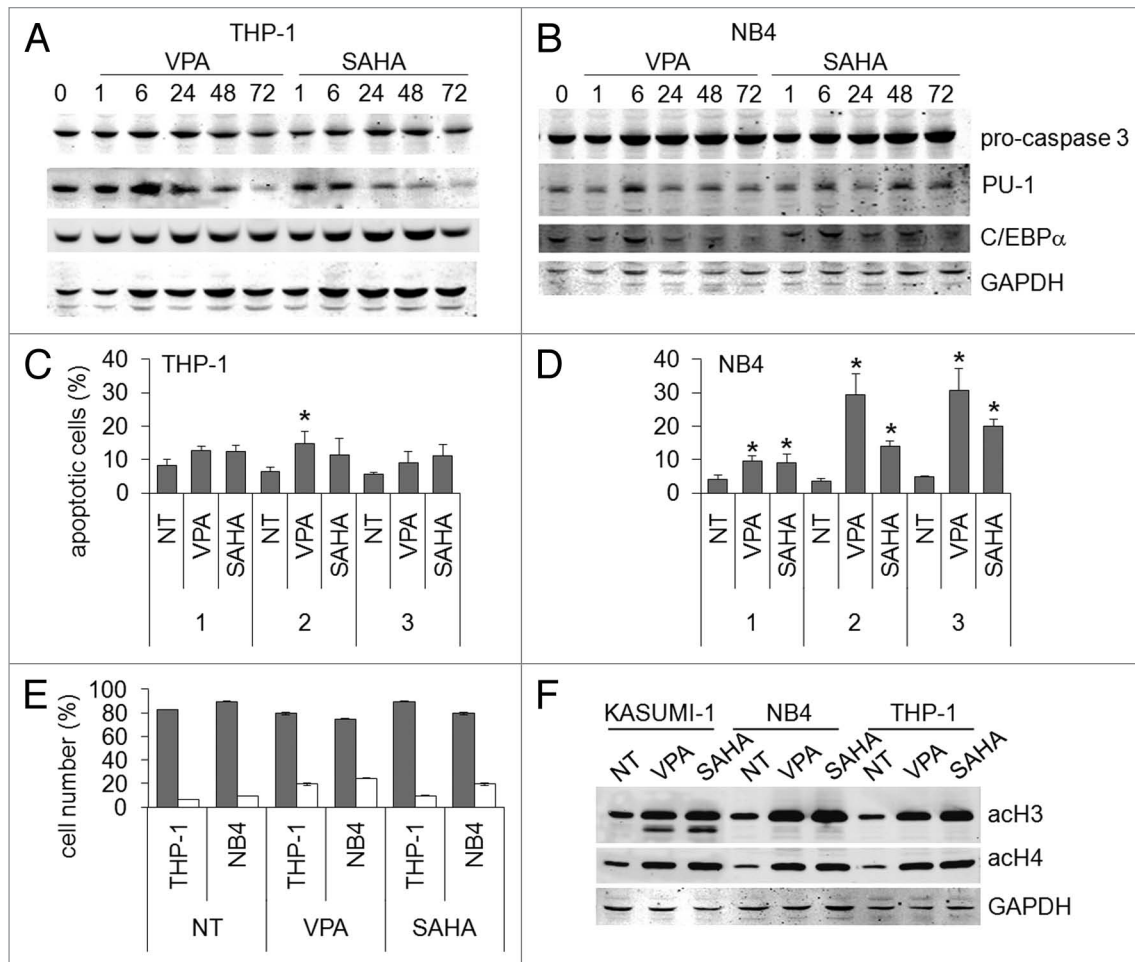 A
THP-1
VPA SAHA
0 1 6 24 48 72 1 6 24 48 72
B
NB4
VPA SAHA
0 1 6 24 48 72 1 6 24 48 72
pro-caspase 3
PU-1
C/EBPα
GAPDH
C
THP-1
apoptotic cells (%)
40
30
20
10
0
*
NT VPA SAHA NT VPA SAHA NT VPA SAHA
1 2 3
D
NB4
40
30
20
10
0
* * * * * *
NT VPA SAHA NT VPA SAHA NT VPA SAHA
1 2 3
E
cell number (%)
100
80
60
40
20
0
THP-1 NB4 THP-1 NB4 THP-1 NB4
NT VPA SAHA
F
KASUMI-1 NB4 THP-1
NT VPA SAHA NT VPA SAHA NT VPA SAHA
acH3
acH4
GAPDH